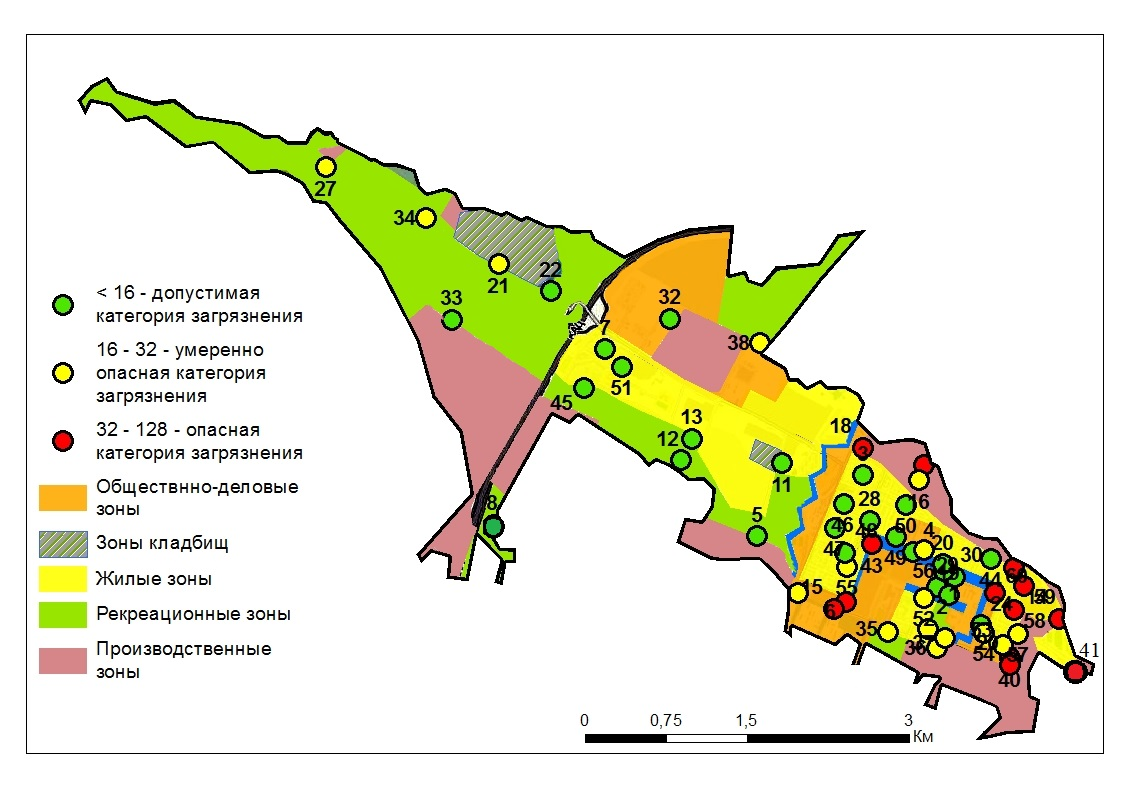 27
34
21
22
33
32
7
38
51
45
13
12
11
18
3
8
5
28
16
46
48
50
4
20
47
49
43
56
30
44
15
55
6
2
24
59
58
35
52
36
54
40
41
< 16 - допустимая
категория загрязнения
16 - 32 - умеренно
опасная категория
загрязнения
32 - 128 - опасная
категория загрязнения
Обществнно-деловые
зоны
Зоны кладбищ
Жилые зоны
Рекреационные зоны
Производственные
зоны
0 0,75 1,5 3
Км